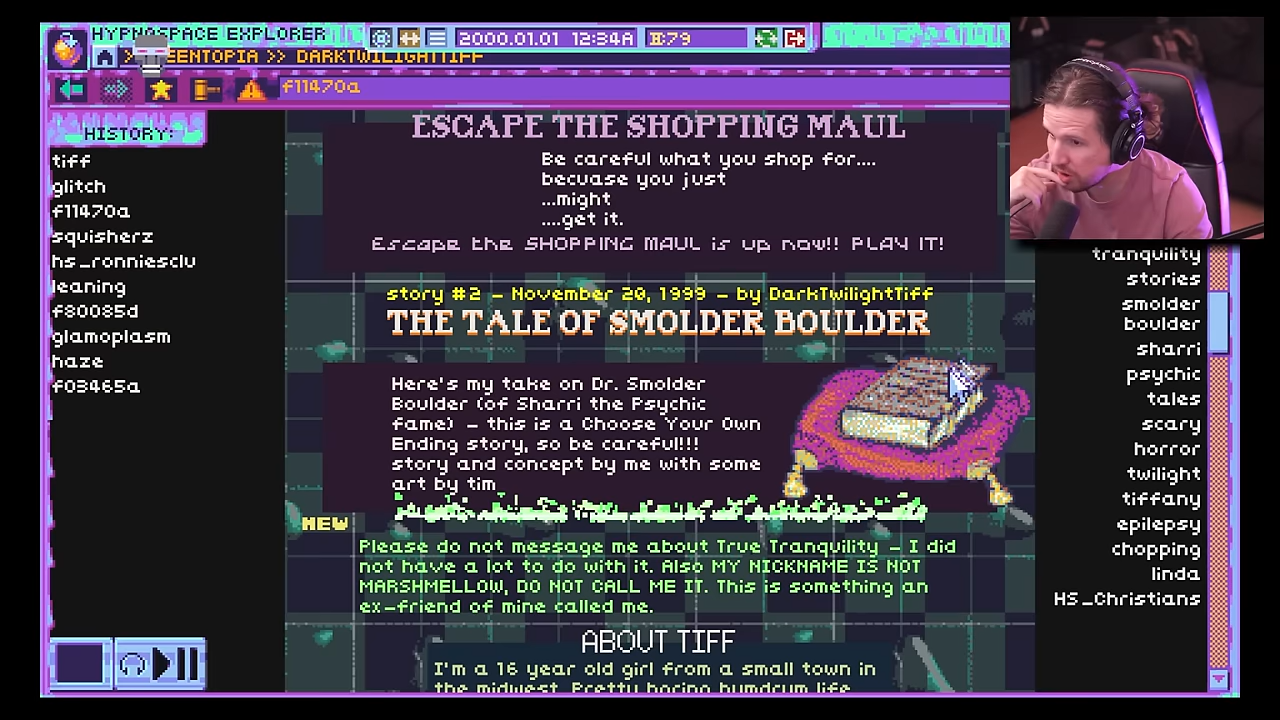 HYPNOSPACE EXPLORER
2000.01.01 12:34A
:79
EENTOPIA >> DARKTWILIGHTTIFF
f11470a
HISTORY:
tiff
glitch
f11470a
squisherz
hs_ronniesclu
leaning
f80085d
glamoplasm
haze
f03465a
ESCAPE THE SHOPPING MAUL
Be careful what you shop for....
becuase you just
...might
....get it.
Escape the SHOPPING MAUL is up now!! PLAY IT!
story #2 - November 20, 1999 - by DarkTwilightTiff
THE TALE OF SMOLDER BOULDER
Here's my take on Dr. Smolder
Boulder (of Sharri the Psychic
fame) - this is a Choose Your Own
Ending story, so be careful!!!
story and concept by me with some
art by tim
NEW
Please do not message me about True Tranquility - I did
not have a lot to do with it. Also MY NICKNAME IS NOT
MARSHMELLOW, DO NOT CALL ME IT. This is something an
ex-friend of mine called me.
ABOUT TIFF
I'm a 16 year old girl from a small town in
the midwest. Pretty boring humdrum life
tranquility
stories
smolder
boulder
sharri
psychic
tales
scary
horror
twilight
tiffany
epilepsy
chopping
linda
HS_Christians